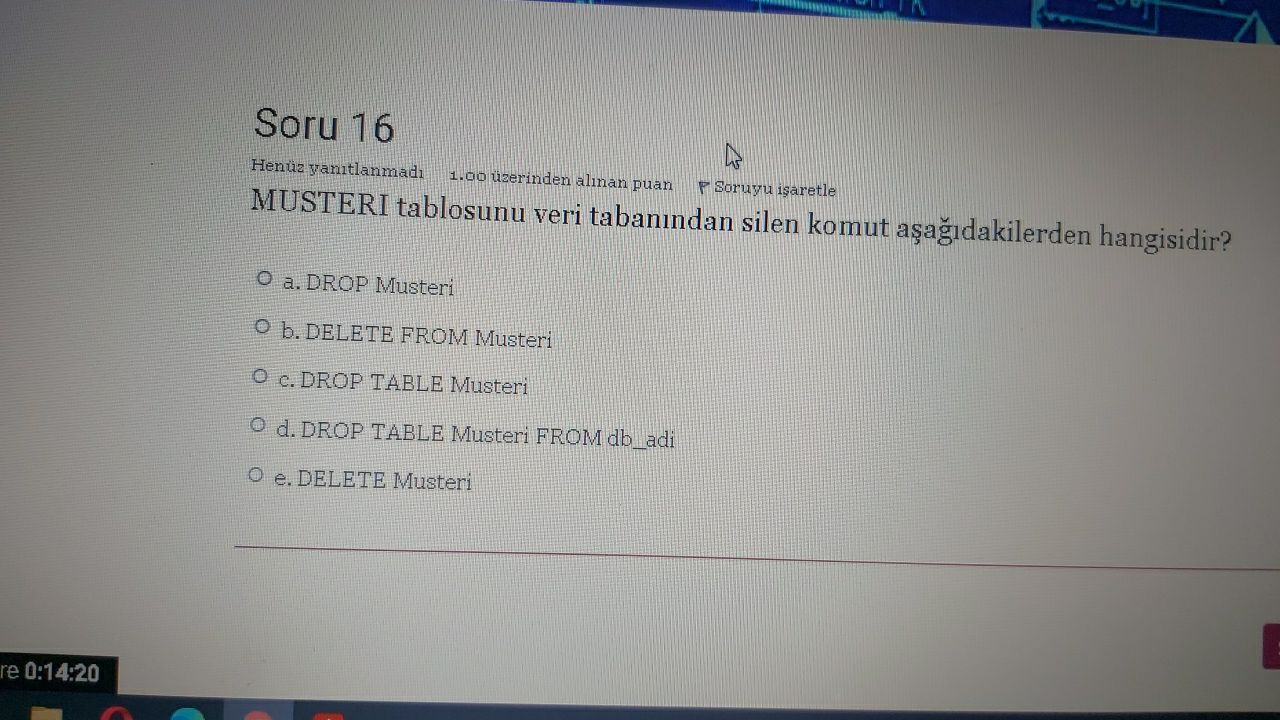 Soru 16
Henüz yanıtlanmadı 1.00 üzerinden alınan puan Soruyu işaretle
MUSTERI tablosunu veri tabanından silen komut aşağıdakilerden hangisidir?
a. DROP Musteri
b. DELETE FROM Musteri
c. DROP TABLE Musteri
d. DROP TABLE Musteri FROM db_adi
e. DELETE Musteri
re 0:14:20